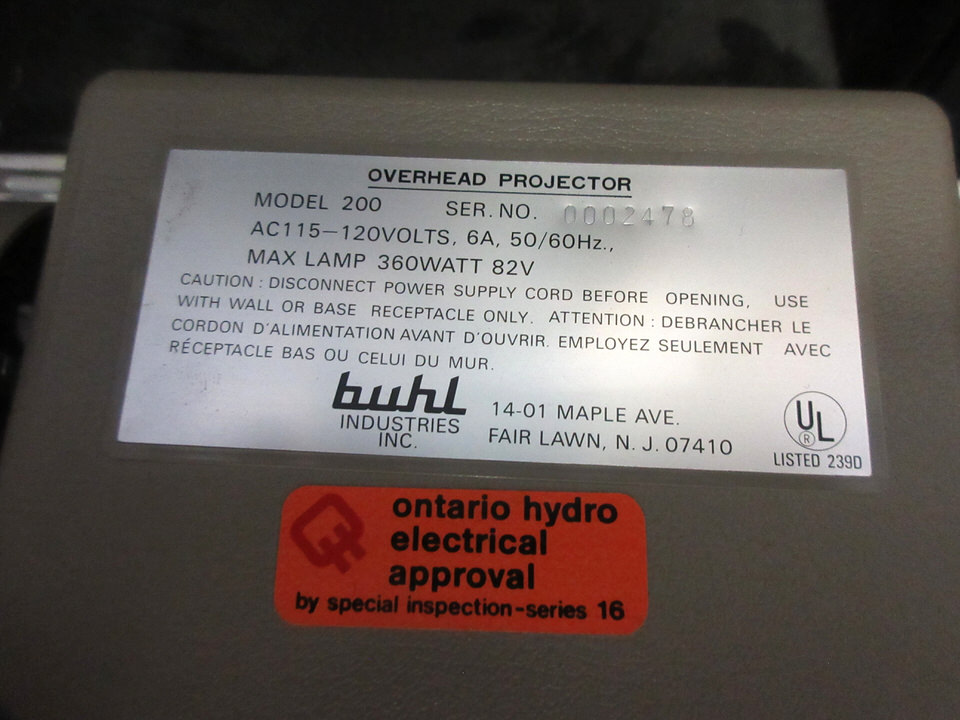 OVERHEAD PROJECTOR
MODEL 200 SER. NO. 0002478
AC115-120VOLTS, 6A, 50/60Hz.,
MAX LAMP 360WATT 82V
CAUTION : DISCONNECT POWER SUPPLY CORD BEFORE OPENING, USE
WITH WALL OR BASE RECEPTACLE ONLY. ATTENTION : DEBRANCHER LE
CORDON D'ALIMENTATION AVANT D'OUVRIR. EMPLOYEZ SEULEMENT AVEC
RÉCEPTACLE BAS OU CELUI DU MUR.
buhl
INDUSTRIES
INC.
14-01 MAPLE AVE.
FAIR LAWN, N. J. 07410
UL
®
LISTED 239D
ontario hydro
electrical
approval
by special inspection-series 16